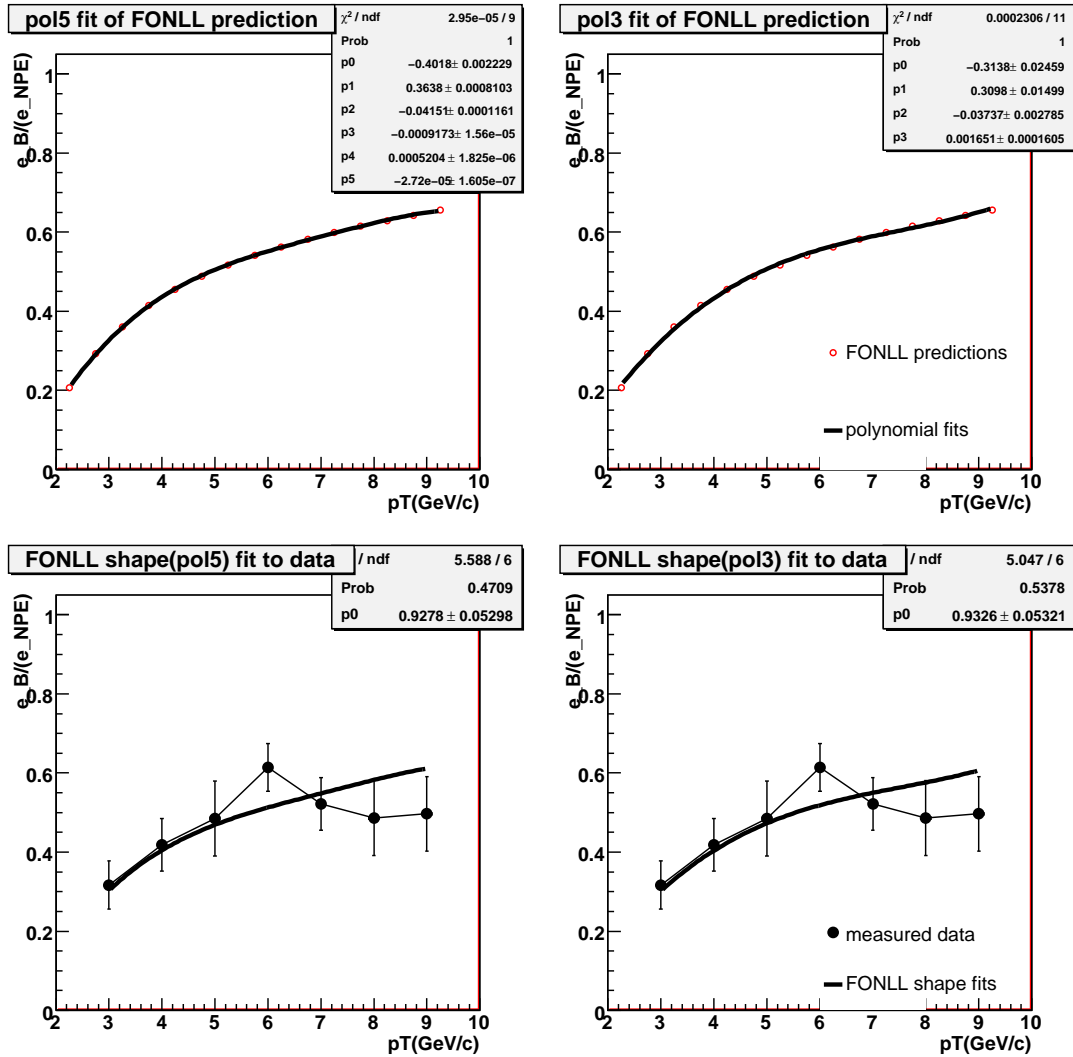 pol5 fit of FONLL prediction
χ² / ndf 2.95e−05 / 9
Prob 1
p0 −0.4018± 0.002229
p1 0.3638 ± 0.0008103
p2 −0.04151± 0.0001161
p3 −0.0009173± 1.56e−05
p4 0.0005204 ± 1.825e−06
p5 −2.72e−05± 1.605e−07
e_B/(e_NPE)
1
0.8
0.6
0.4
0.2
0
2 3 4 5 6 7 8 9 10
pT(GeV/c)
pol3 fit of FONLL prediction
χ² / ndf 0.0002306 / 11
Prob 1
p0 −0.3138± 0.02459
p1 0.3098 ± 0.01499
p2 −0.03737± 0.002785
p3 0.001651± 0.0001605
e_B/(e_NPE)
1
0.8
0.6
0.4
0.2
0
FONLL predictions
polynomial fits
2 3 4 5 6 7 8 9 10
pT(GeV/c)
FONLL shape(pol5) fit to data
/ ndf 5.588 / 6
Prob 0.4709
p0 0.9278 ± 0.05298
e_B/(e_NPE)
1
0.8
0.6
0.4
0.2
0
2 3 4 5 6 7 8 9 10
pT(GeV/c)
FONLL shape(pol3) fit to data
/ ndf 5.047 / 6
Prob 0.5378
p0 0.9326 ± 0.05321
e_B/(e_NPE)
1
0.8
0.6
0.4
0.2
0
measured data
FONLL shape fits
2 3 4 5 6 7 8 9 10
pT(GeV/c)